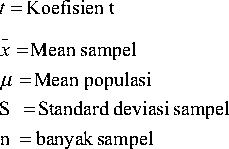 t = Koefisien t
x̄ = Mean sampel
μ = Mean populasi
S = Standard deviasi sampel
n = banyak sampel